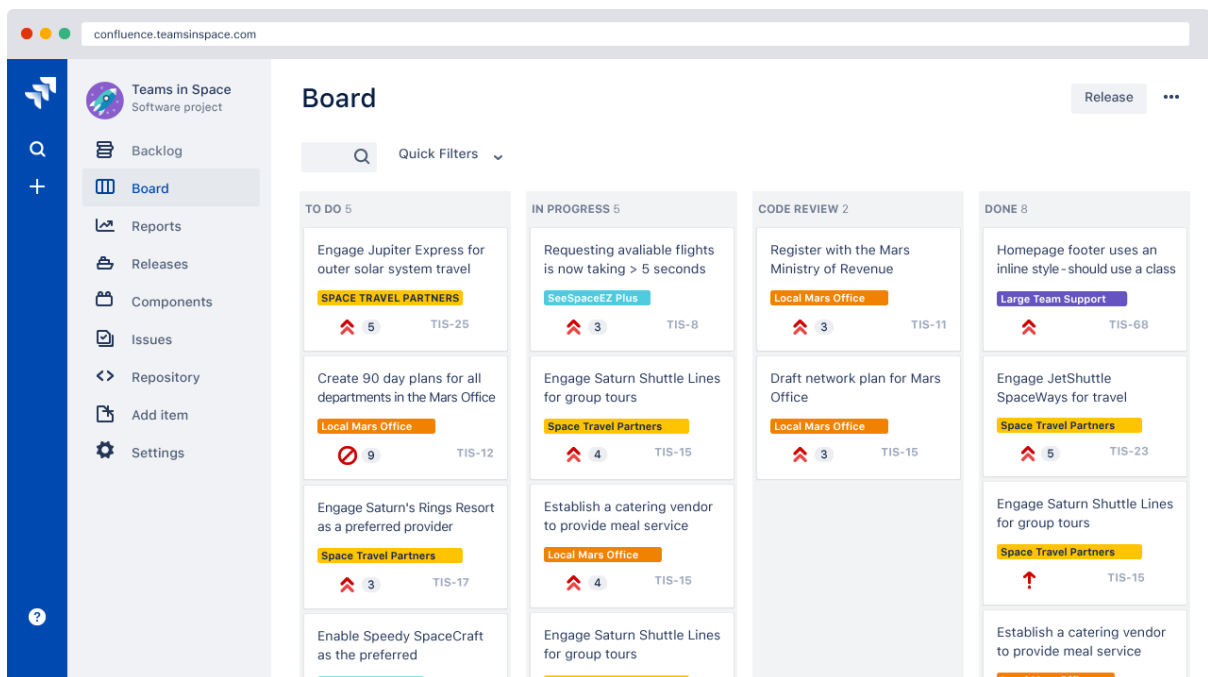 confluence.teamsinspace.com
Teams in Space
Software project
Backlog
Board
Reports
Releases
Components
Issues
Repository
Add item
Settings
?
Board
Release
Quick Filters
TO DO 5
Engage Jupiter Express for
outer solar system travel
SPACE TRAVEL PARTNERS
5 TIS-25
Create 90 day plans for all
departments in the Mars Office
Local Mars Office
9 TIS-12
Engage Saturn's Rings Resort
as a preferred provider
Space Travel Partners
3 TIS-17
Enable Speedy SpaceCraft
as the preferred
IN PROGRESS 5
Requesting avaliable flights
is now taking > 5 seconds
SeeSpaceEZ Plus
3 TIS-8
Engage Saturn Shuttle Lines
for group tours
Space Travel Partners
4 TIS-15
Establish a catering vendor
to provide meal service
Local Mars Office
4 TIS-15
Engage Saturn Shuttle Lines
for group tours
CODE REVIEW 2
Register with the Mars
Ministry of Revenue
Local Mars Office
3 TIS-11
Draft network plan for Mars
Office
Local Mars Office
3 TIS-15
DONE 8
Homepage footer uses an
inline style-should use a class
Large Team Support
TIS-68
Engage JetShuttle
SpaceWays for travel
Space Travel Partners
5 TIS-23
Engage Saturn Shuttle Lines
for group tours
Space Travel Partners
TIS-15
Establish a catering vendor
to provide meal service